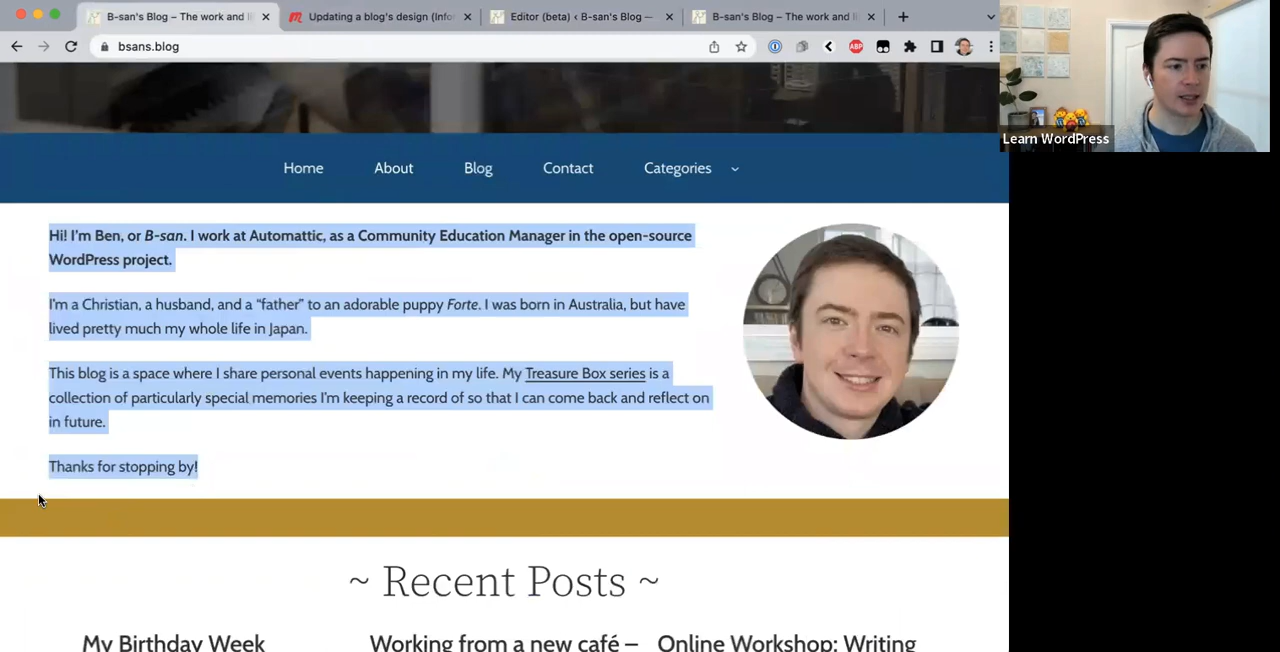 B-san's Blog – The work and li
Updating a blog's design (Info
Editor (beta) ‹ B-san's Blog —
B-san's Blog – The work and li
bsans.blog
ABP
Learn WordPress
Home About Blog Contact Categories
Hi! I'm Ben, or B-san. I work at Automattic, as a Community Education Manager in the open-source
WordPress project.
I'm a Christian, a husband, and a “father” to an adorable puppy Forte. I was born in Australia, but have
lived pretty much my whole life in Japan.
This blog is a space where I share personal events happening in my life. My Treasure Box series is a
collection of particularly special memories I'm keeping a record of so that I can come back and reflect on
in future.
Thanks for stopping by!
~ Recent Posts ~
My Birthday Week
Working from a new café –
Online Workshop: Writing